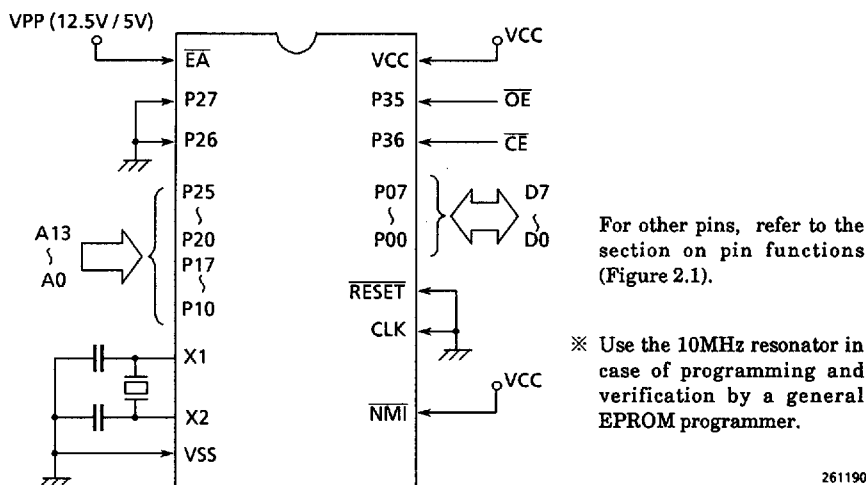 VPP (12.5V / 5V)
EA
P27
P26
P25
~
P20
P17
~
P10
A13
~
A0
X1
X2
VSS
VCC
VCC
P35
OE
P36
CE
P07
~
P00
D7
~
D0
RESET
CLK
NMI
VCC
For other pins, refer to the
section on pin functions
(Figure 2.1).
※ Use the 10MHz resonator in
case of programming and
verification by a general
EPROM programmer.
261190